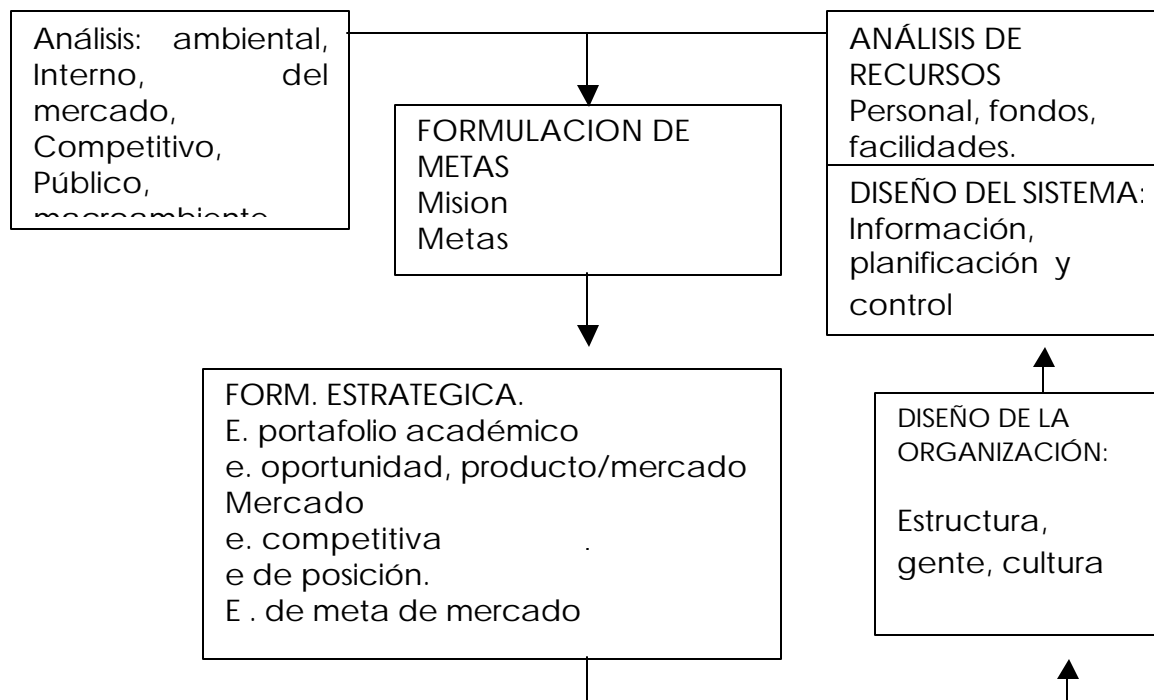 Análisis: ambiental,
Interno, del
mercado,
Competitivo,
Público,
macroambiente
FORMULACION DE
METAS
Mision
Metas
ANÁLISIS DE
RECURSOS
Personal, fondos,
facilidades.
DISEÑO DEL SISTEMA:
Información,
planificación y
control
FORM. ESTRATEGICA.
E. portafolio académico
e. oportunidad, producto/mercado
Mercado
e. competitiva .
e de posición.
E . de meta de mercado
DISEÑO DE LA
ORGANIZACIÓN:
Estructura,
gente, cultura